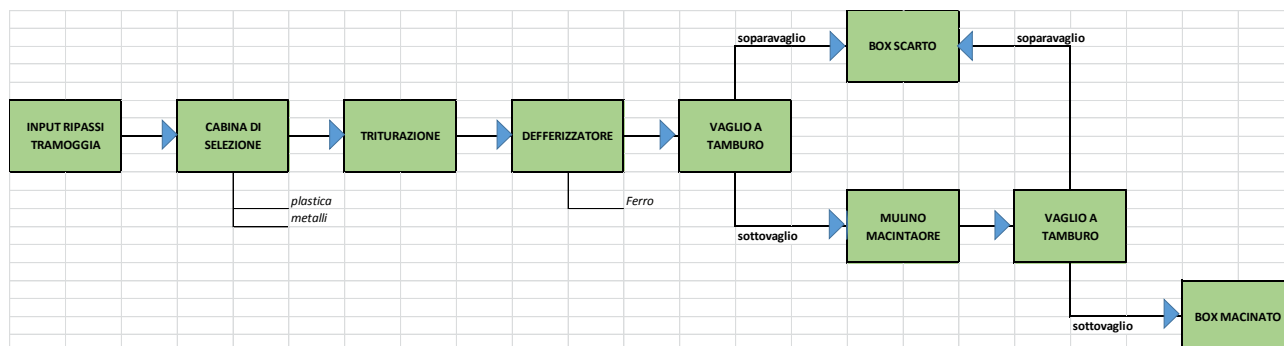 soparavaglio
BOX SCARTO
soparavaglio
INPUT RIPASSI
TRAMOGGIA
CABINA DI
SELEZIONE
TRITURAZIONE
DEFFERIZZATORE
VAGLIO A
TAMBURO
plastica
metalli
Ferro
sottovaglio
MULINO
MACINTAORE
VAGLIO A
TAMBURO
sottovaglio
BOX MACINATO